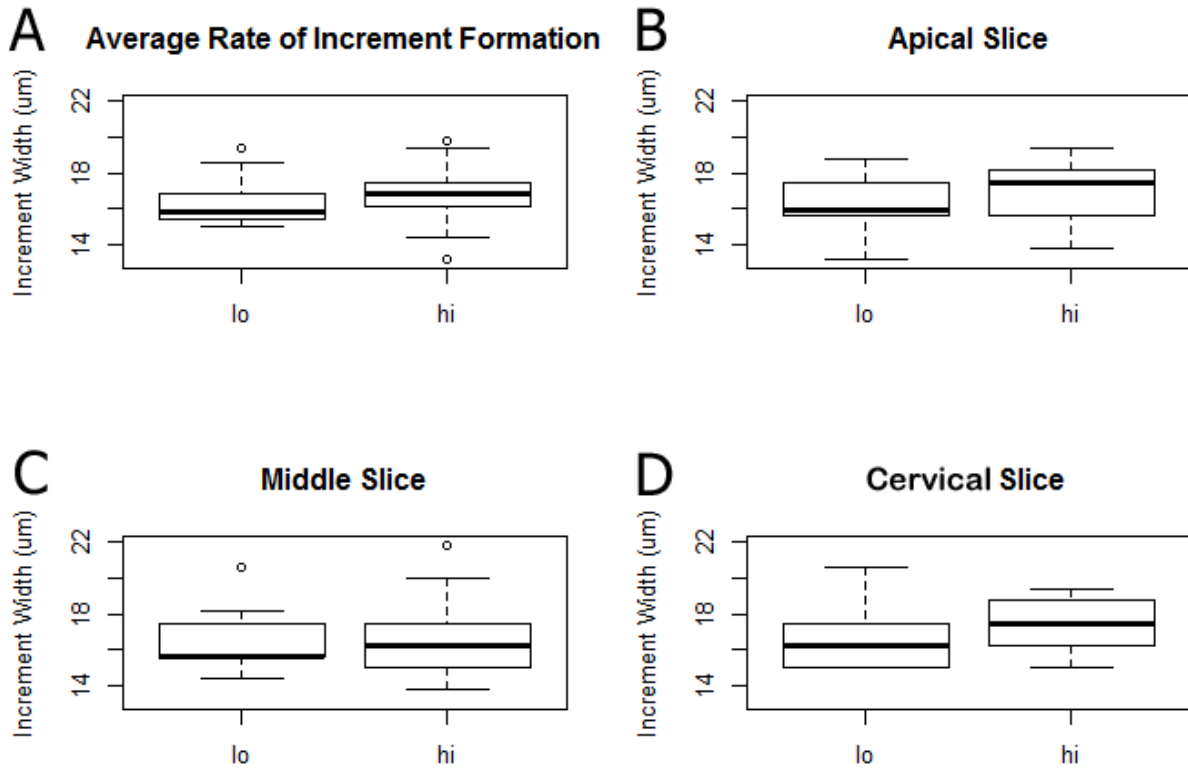 A
Average Rate of Increment Formation
Increment Width (um)
22
18
14
lo
hi
B
Apical Slice
Increment Width (um)
22
18
14
lo
hi
C
Middle Slice
Increment Width (um)
22
18
14
lo
hi
D
Cervical Slice
Increment Width (um)
22
18
14
lo
hi